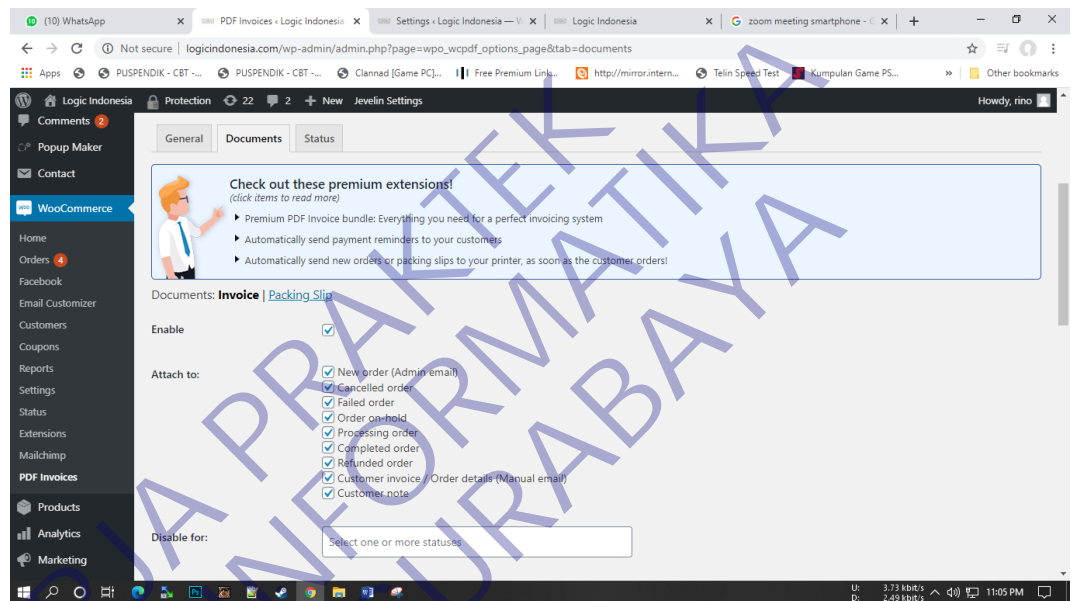 (10) WhatsApp
PDF Invoices ‹ Logic Indonesia
Settings ‹ Logic Indonesia —
Logic Indonesia
zoom meeting smartphone -
Not secure | logicindonesia.com/wp-admin/admin.php?page=wpo_wcpdf_options_page&tab=documents
Apps
PUSPENDIK - CBT -...
PUSPENDIK - CBT -...
Clannad [Game PC]...
Free Premium Link...
http://mirror.intern...
Telin Speed Test
Kumpulan Game PS...
»
Other bookmarks
Logic Indonesia
Protection
22
2
New
Jevelin Settings
Howdy, rino
Comments 2
Popup Maker
Contact
WooCommerce
Home
Orders 4
Facebook
Email Customizer
Customers
Coupons
Reports
Settings
Status
Extensions
Mailchimp
PDF Invoices
Products
Analytics
Marketing
General
Documents
Status
Check out these premium extensions!
(click items to read more)
Premium PDF Invoice bundle: Everything you need for a perfect invoicing system
Automatically send payment reminders to your customers
Automatically send new orders or packing slips to your printer, as soon as the customer orders!
Documents: Invoice | Packing Slip
Enable
Attach to:
New order (Admin email)
Cancelled order
Failed order
Order on-hold
Processing order
Completed order
Refunded order
Customer invoice / Order details (Manual email)
Customer note
Disable for:
Select one or more statuses
U: 3.73 kbit/s
D: 2.49 kbit/s
11:05 PM
PRAKTEK
INFORMATIKA
SURABAYA